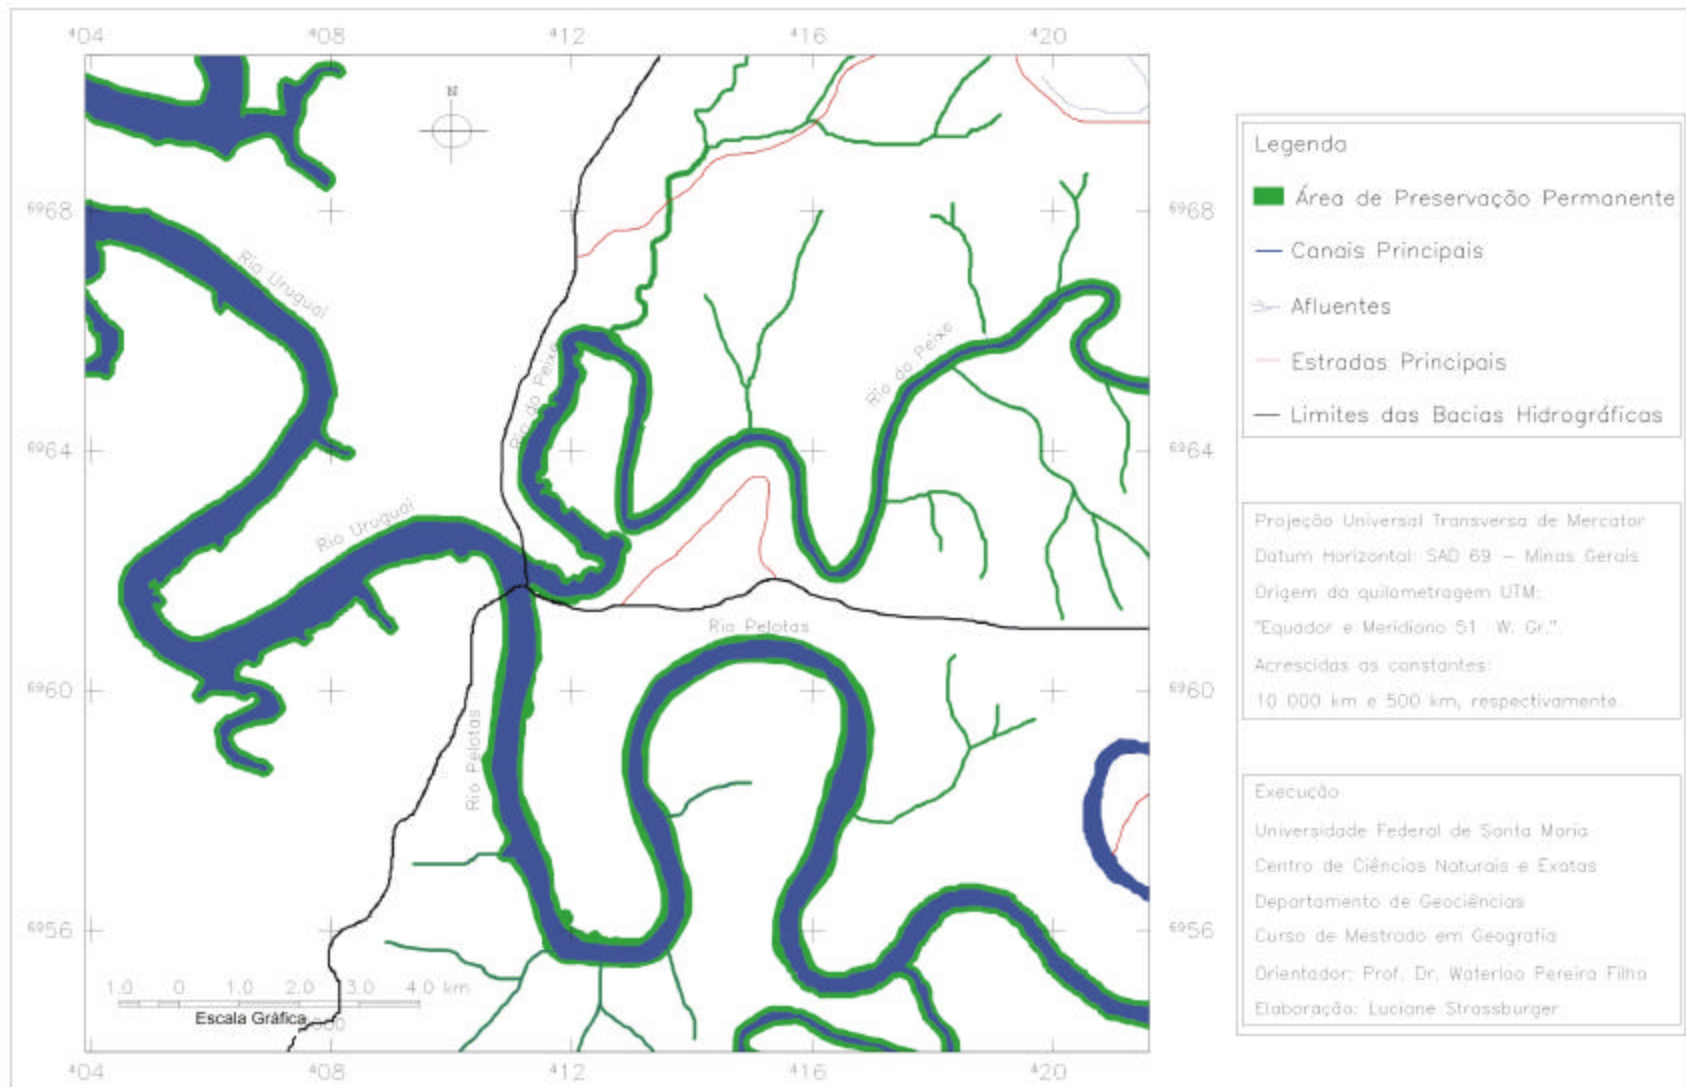 404 408 412 416 420
N
6968 6968
Rio Uruguai
Rio do Peixe
Rio do Peixe
6964 6964
Rio Uruguai
Rio Pelotas
6960 6960
Rio Pelotas
6956 6956
1.0 0 1.0 2.0 3.0 4.0 km
Escala Gráfica
404 408 412 416 420
Legenda
Área de Preservação Permanente
Canais Principais
Afluentes
Estradas Principais
Limites das Bacias Hidrográficas
Projeção Universal Transversa de Mercator
Datum Horizontal: SAD 69 – Minas Gerais
Origem da quilometragem UTM:
"Equador e Meridiano 51 W. Gr."
Acrescidas as constantes:
10 000 km e 500 km, respectivamente.
Execução
Universidade Federal de Santa Maria
Centro de Ciências Naturais e Exatas
Departamento de Geociências
Curso de Mestrado em Geografia
Orientador: Prof. Dr. Waterloo Pereira Filho
Elaboração: Luciane Strassburger